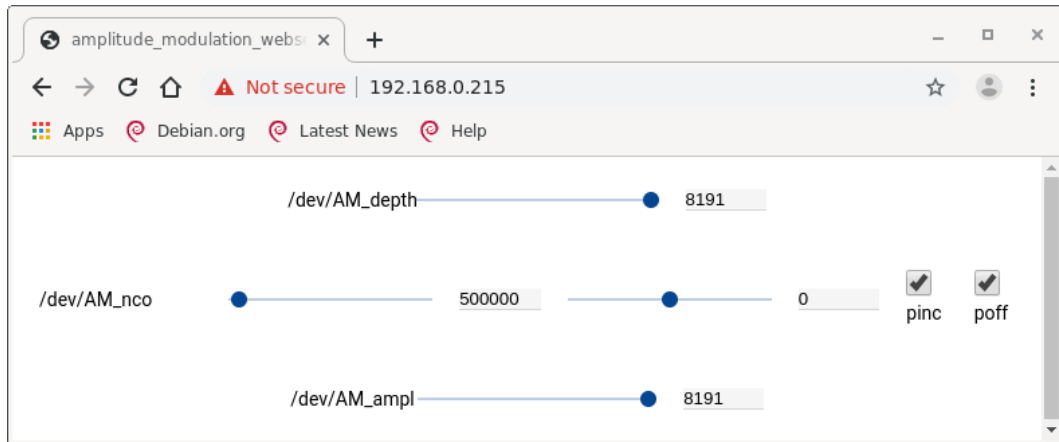 amplitude_modulation_webs
Not secure 192.168.0.215
Apps Debian.org Latest News Help
/dev/AM_depth 8191
/dev/AM_nco 500000 0 pinc poff
/dev/AM_ampl 8191